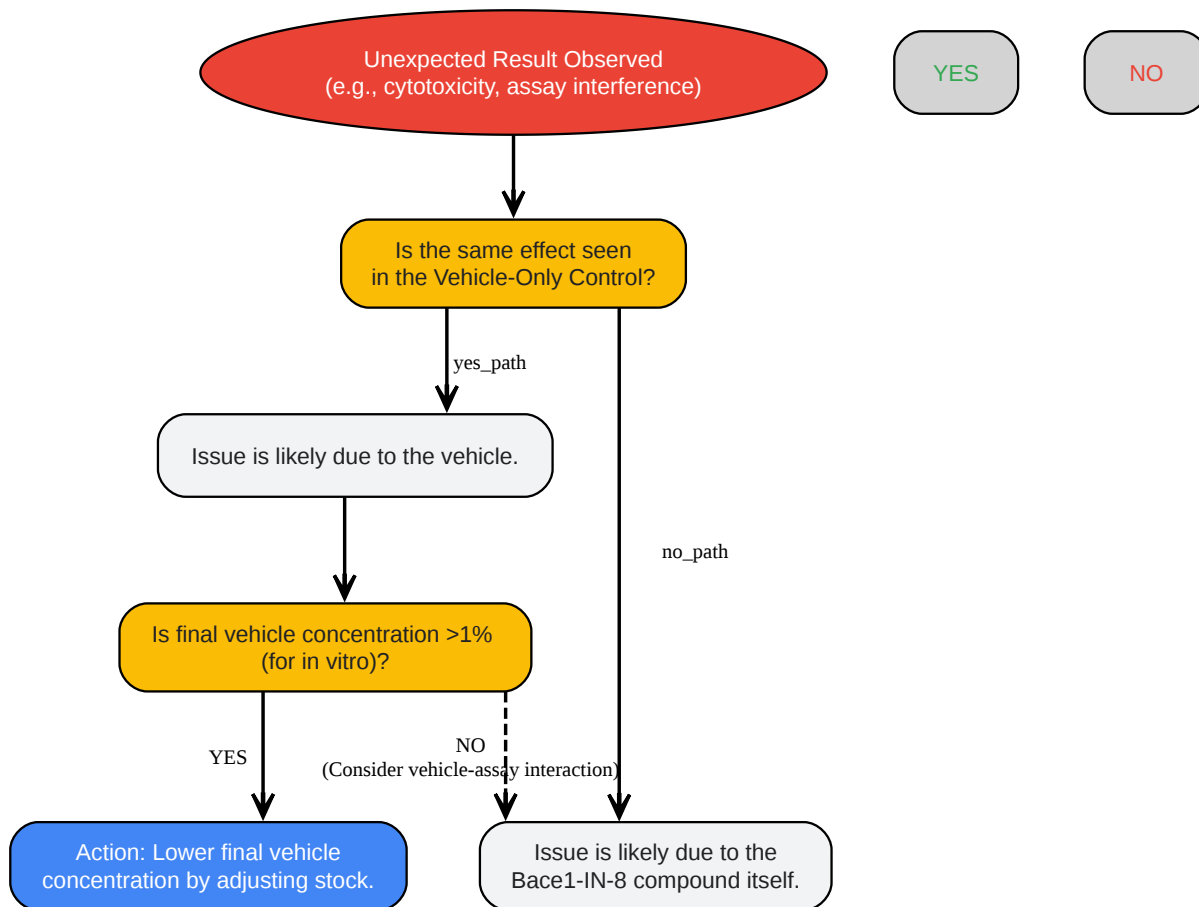 Unexpected Result Observed
(e.g., cytotoxicity, assay interference)
YES
NO
Is the same effect seen
in the Vehicle-Only Control?
yes_path
Issue is likely due to the vehicle.
no_path
Is final vehicle concentration >1%
(for in vitro)?
YES
NO
(Consider vehicle-assay interaction)
Action: Lower final vehicle
concentration by adjusting stock.
Issue is likely due to the
Bace1-IN-8 compound itself.